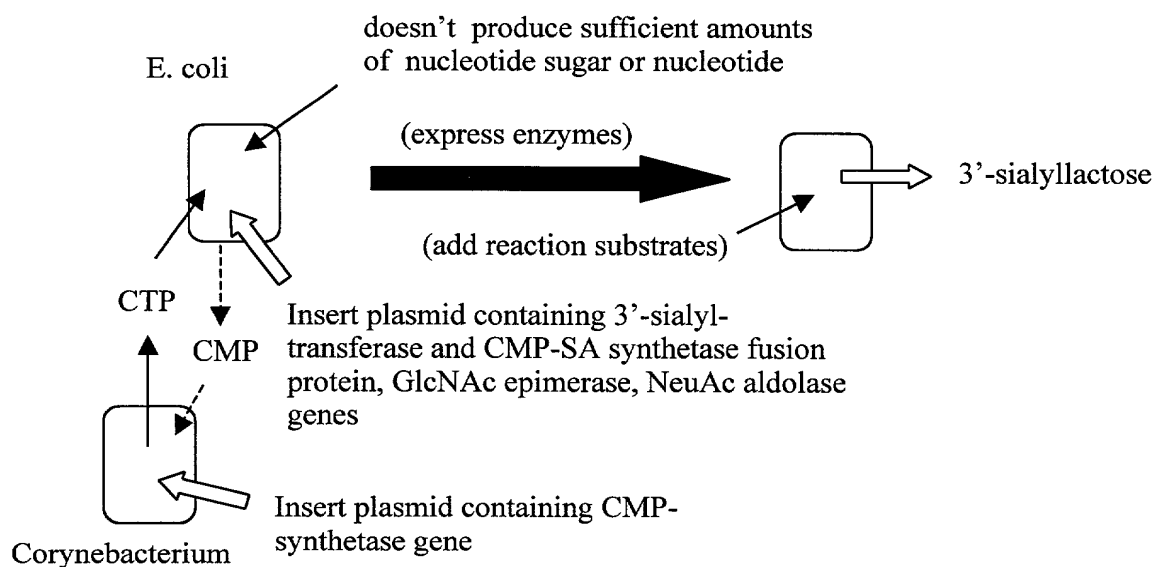 doesn't produce sufficient amounts
of nucleotide sugar or nucleotide
E. coli
(express enzymes)
3'-sialyllactose
(add reaction substrates)
CTP
CMP
Insert plasmid containing 3'-sialyl-
transferase and CMP-SA synthetase fusion
protein, GlcNAc epimerase, NeuAc aldolase
genes
Insert plasmid containing CMP-
synthetase gene
Corynebacterium